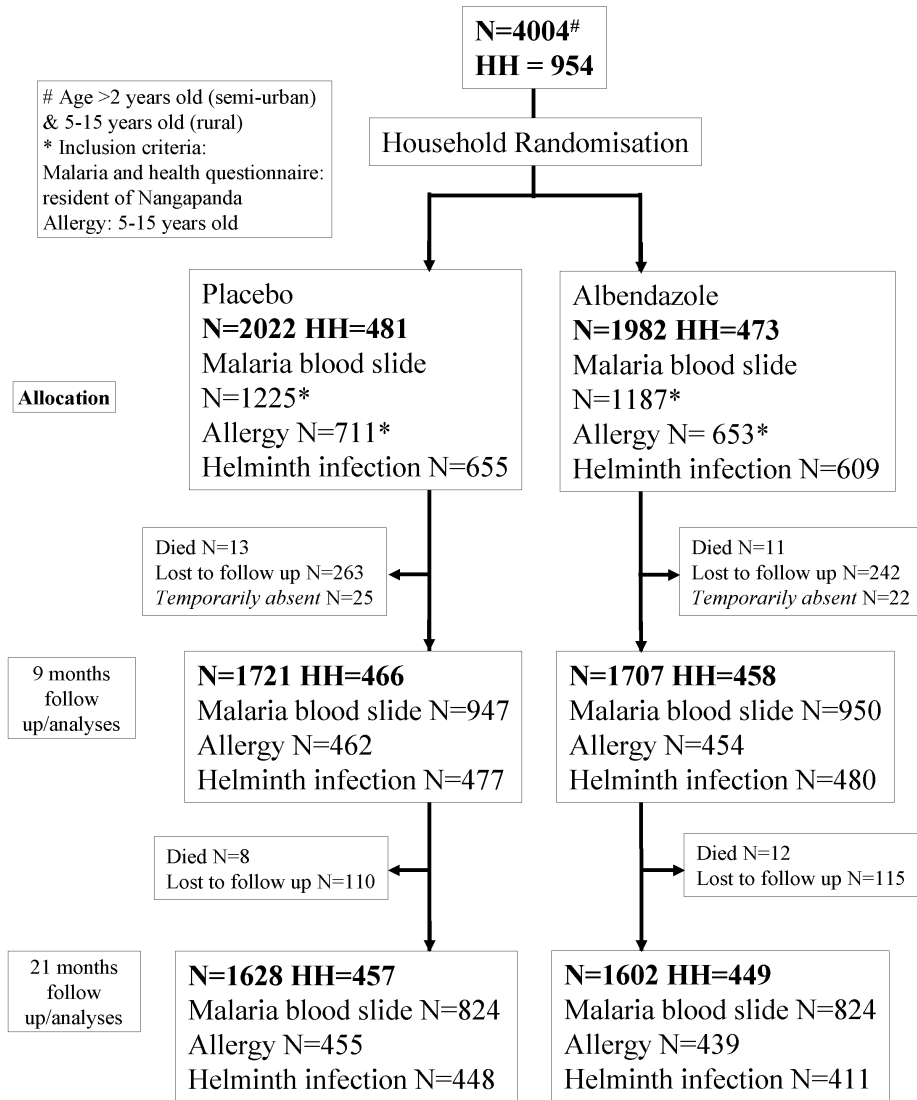 N=4004#
HH = 954
# Age >2 years old (semi-urban)
& 5-15 years old (rural)
* Inclusion criteria:
Malaria and health questionnaire:
resident of Nangapanda
Allergy: 5-15 years old
Household Randomisation
Placebo
N=2022 HH=481
Malaria blood slide
N=1225*
Allergy N=711*
Helminth infection N=655
Albendazole
N=1982 HH=473
Malaria blood slide
N=1187*
Allergy N= 653*
Helminth infection N=609
Allocation
Died N=13
Lost to follow up N=263
Temporarily absent N=25
Died N=11
Lost to follow up N=242
Temporarily absent N=22
9 months
follow
up/analyses
N=1721 HH=466
Malaria blood slide N=947
Allergy N=462
Helminth infection N=477
N=1707 HH=458
Malaria blood slide N=950
Allergy N=454
Helminth infection N=480
Died N=8
Lost to follow up N=110
Died N=12
Lost to follow up N=115
21 months
follow
up/analyses
N=1628 HH=457
Malaria blood slide N=824
Allergy N=455
Helminth infection N=448
N=1602 HH=449
Malaria blood slide N=824
Allergy N=439
Helminth infection N=411